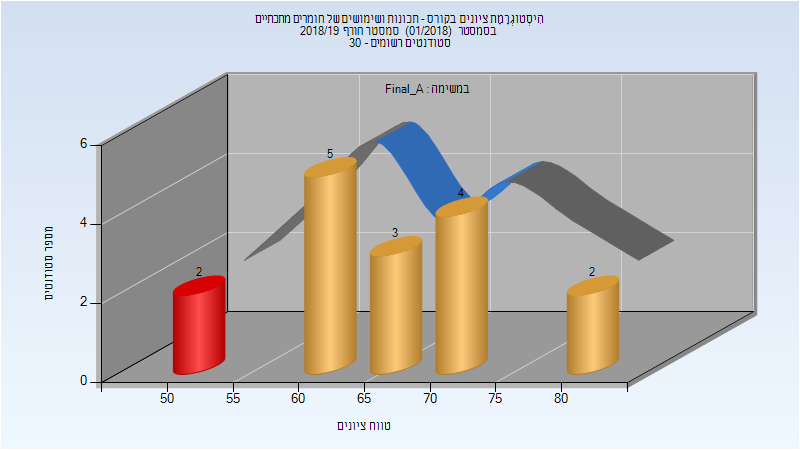 היסטוגרמת ציונים בקורס - תכונות ושימושים של חומרים מתכתיים
בסמסטר (01/2018) סמסטר חורף 2018/19
סטודנטים רשומים - 30
במשימה : Final_A
6
4
2
0
מספר סטודנטים
2
5
3
4
2
50 55 60 65 70 75 80
טווח ציונים